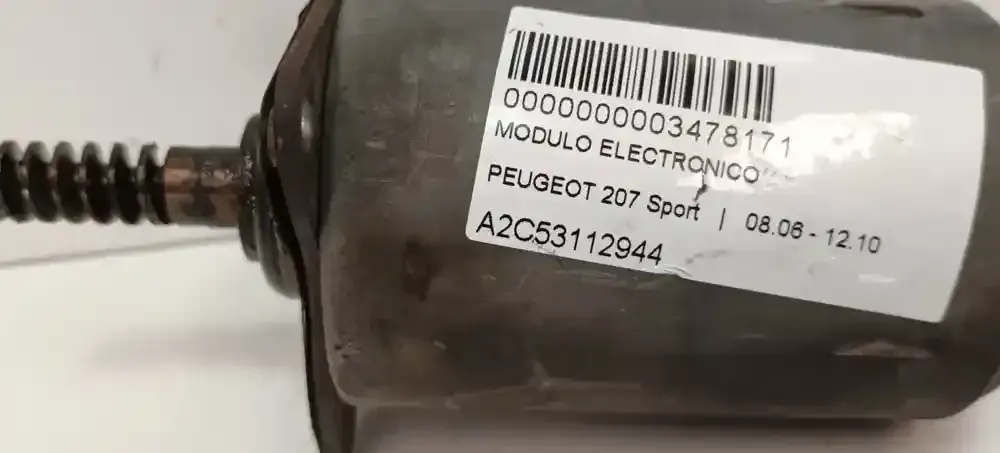 0000000003478171
MODULO ELECTRONICO
PEUGEOT 207 Sport | 08.06 - 12.10
A2C53112944